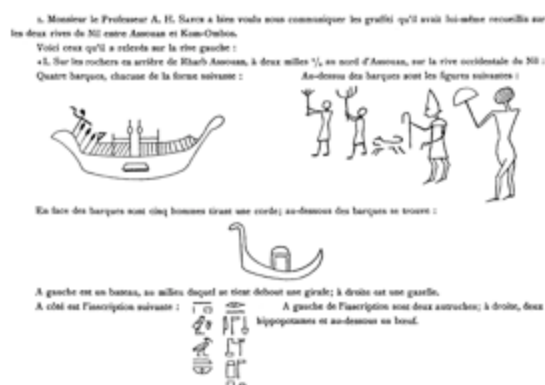 1. Monsieur le Professeur A. H. Sayce a bien voulu nous communiquer les graffiti qu'il avait lui-même recueillis sur
les deux rives du Nil entre Assouan et Kom-Ombos.
Voici ceux qu'il a relevés sur la rive gauche :
Sur les rochers en arrière de Gharb Assouan, à deux milles au nord d'Assouan, sur la rive occidentale du Nil :
Quatre barques, chacune de la forme suivante :
Au-dessus des barques sont les figures suivantes :
En face des barques sont cinq hommes tirant une corde; au-dessous des barques se trouve :
A gauche est un bateau, au milieu duquel se tient debout une girafe; à droite est une gazelle.
A côté est l'inscription suivante :
A gauche de l'inscription sont deux autruches; à droite, deux
hippopotames et au-dessous un bœuf.